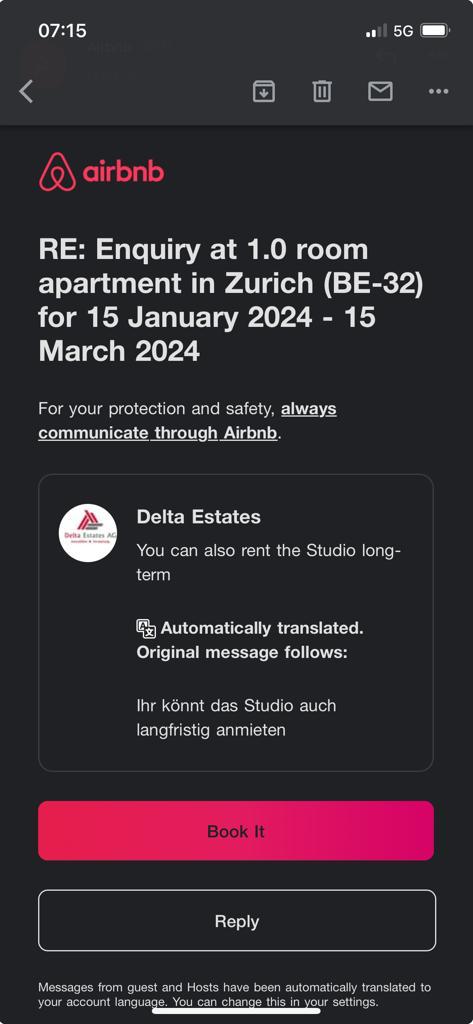 07:15
5G
airbnb
RE: Enquiry at 1.0 room
apartment in Zurich (BE-32)
for 15 January 2024 - 15
March 2024
For your protection and safety, always
communicate through Airbnb.
Delta Estates AG
Delta Estates
You can also rent the Studio long-
term
Automatically translated.
Original message follows:
Ihr könnt das Studio auch
langfristig anmieten
Book It
Reply
Messages from guest and Hosts have been automatically translated to
your account language. You can change this in your settings.